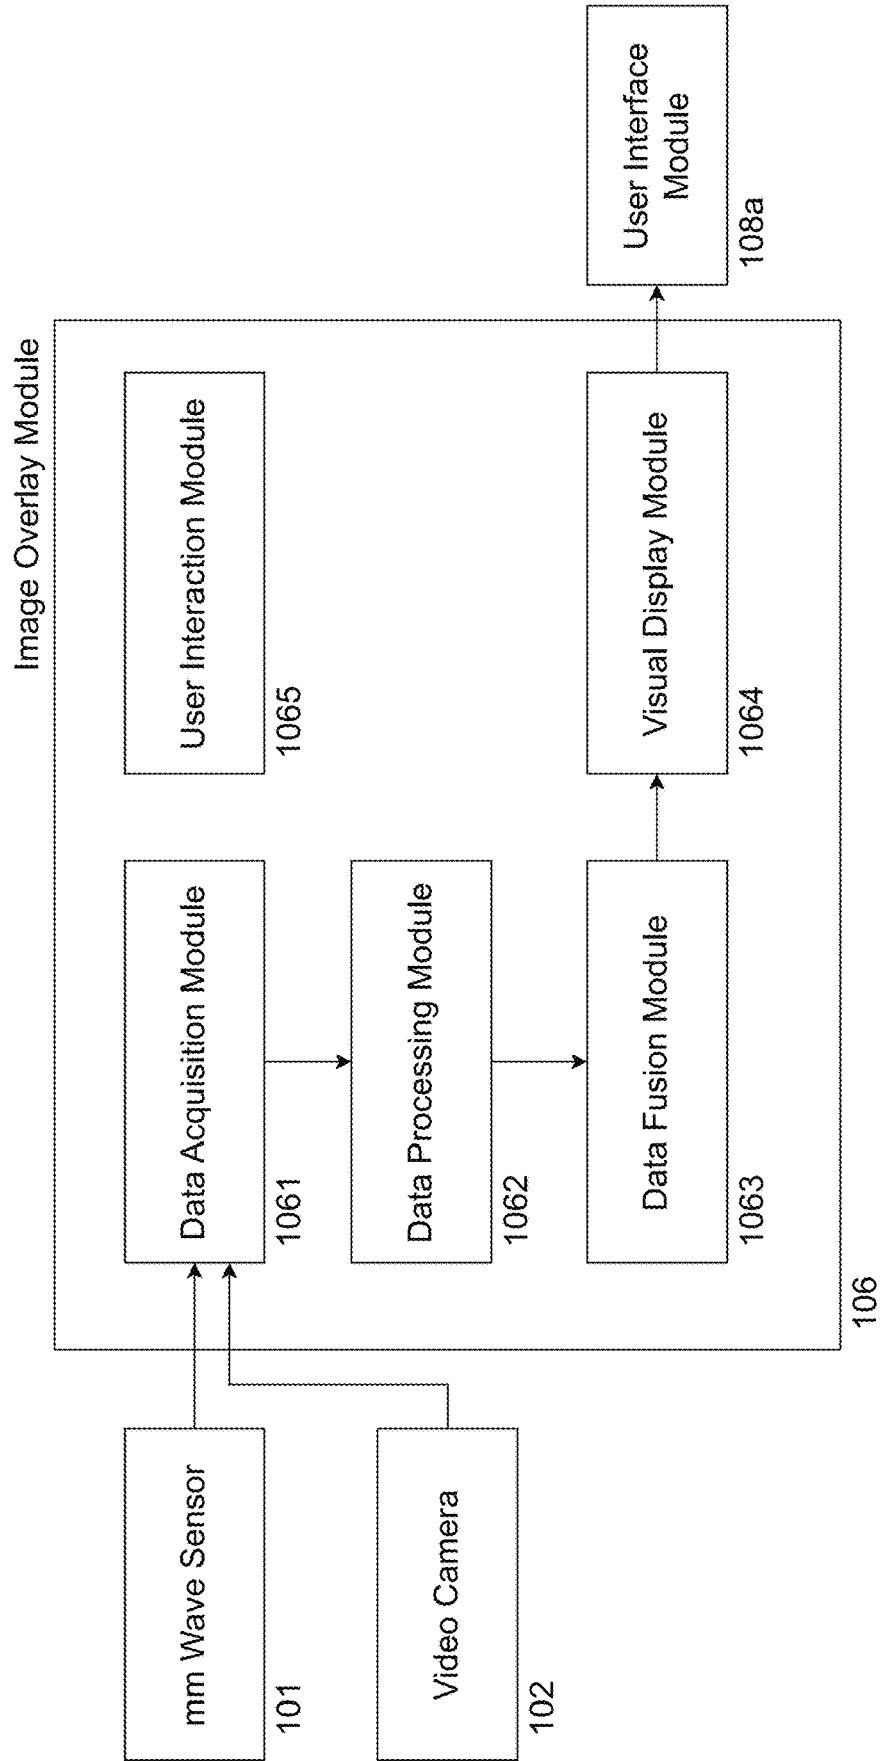 Image Overlay Module
mm Wave Sensor
101
Data Acquisition Module
1061
User Interaction Module
1065
Video Camera
102
Data Processing Module
1062
Data Fusion Module
1063
Visual Display Module
1064
User Interface
Module
108a
106